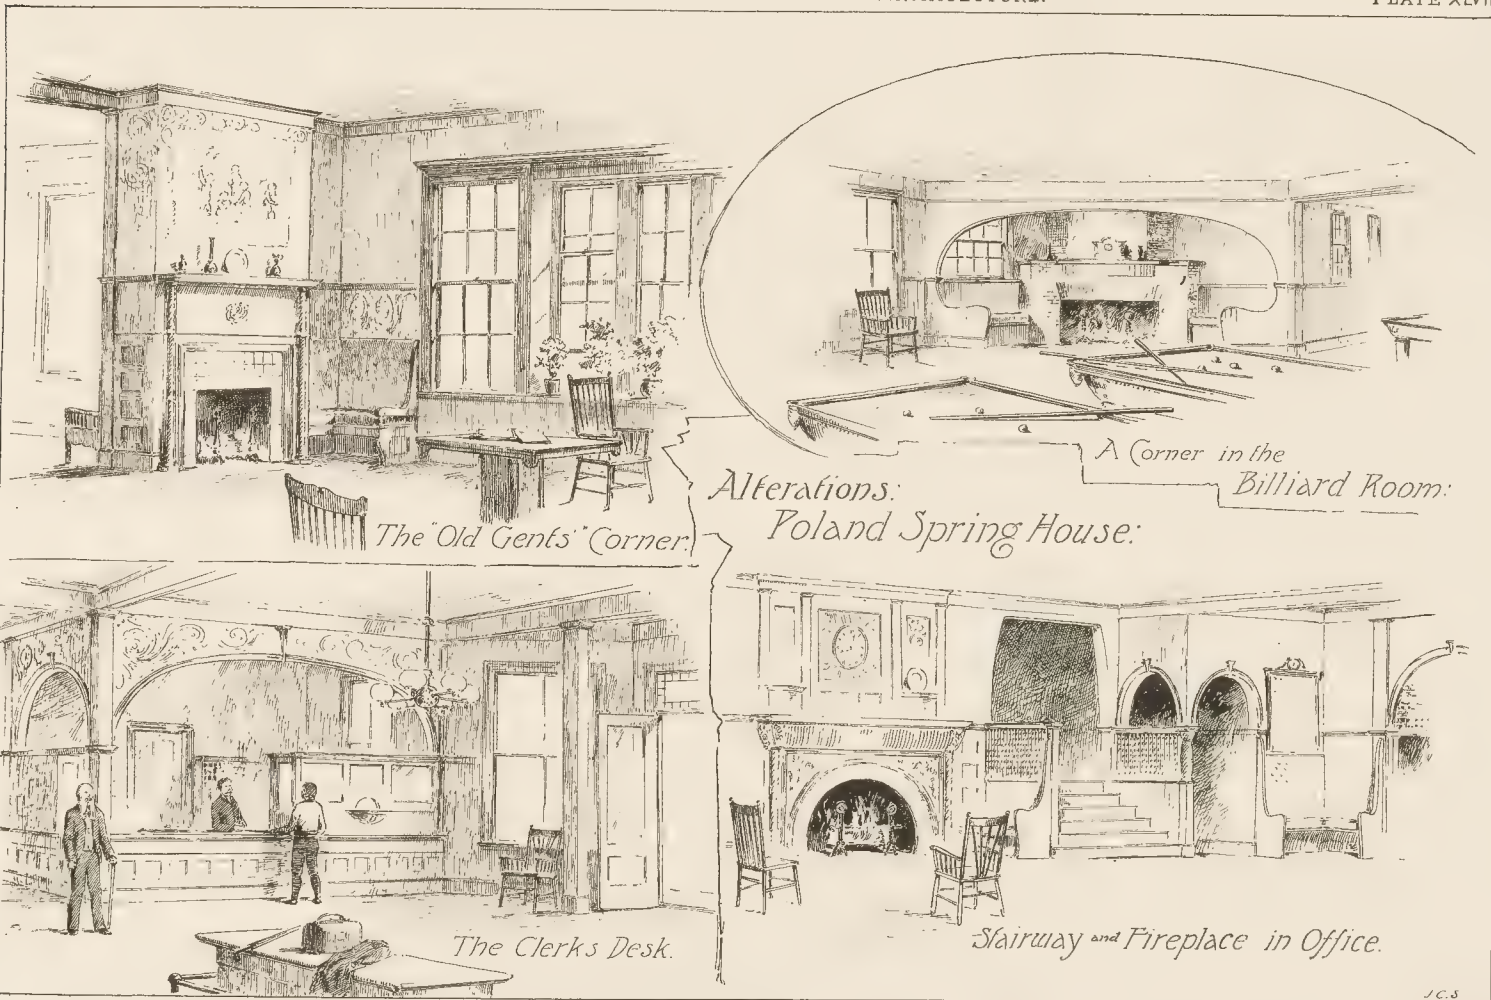 The "Old Gents'" Corner.
A Corner in the
Billiard Room:
Alterations:
Poland Spring House:
The Clerks Desk.
Stairway and Fireplace in Office.
J.C.S